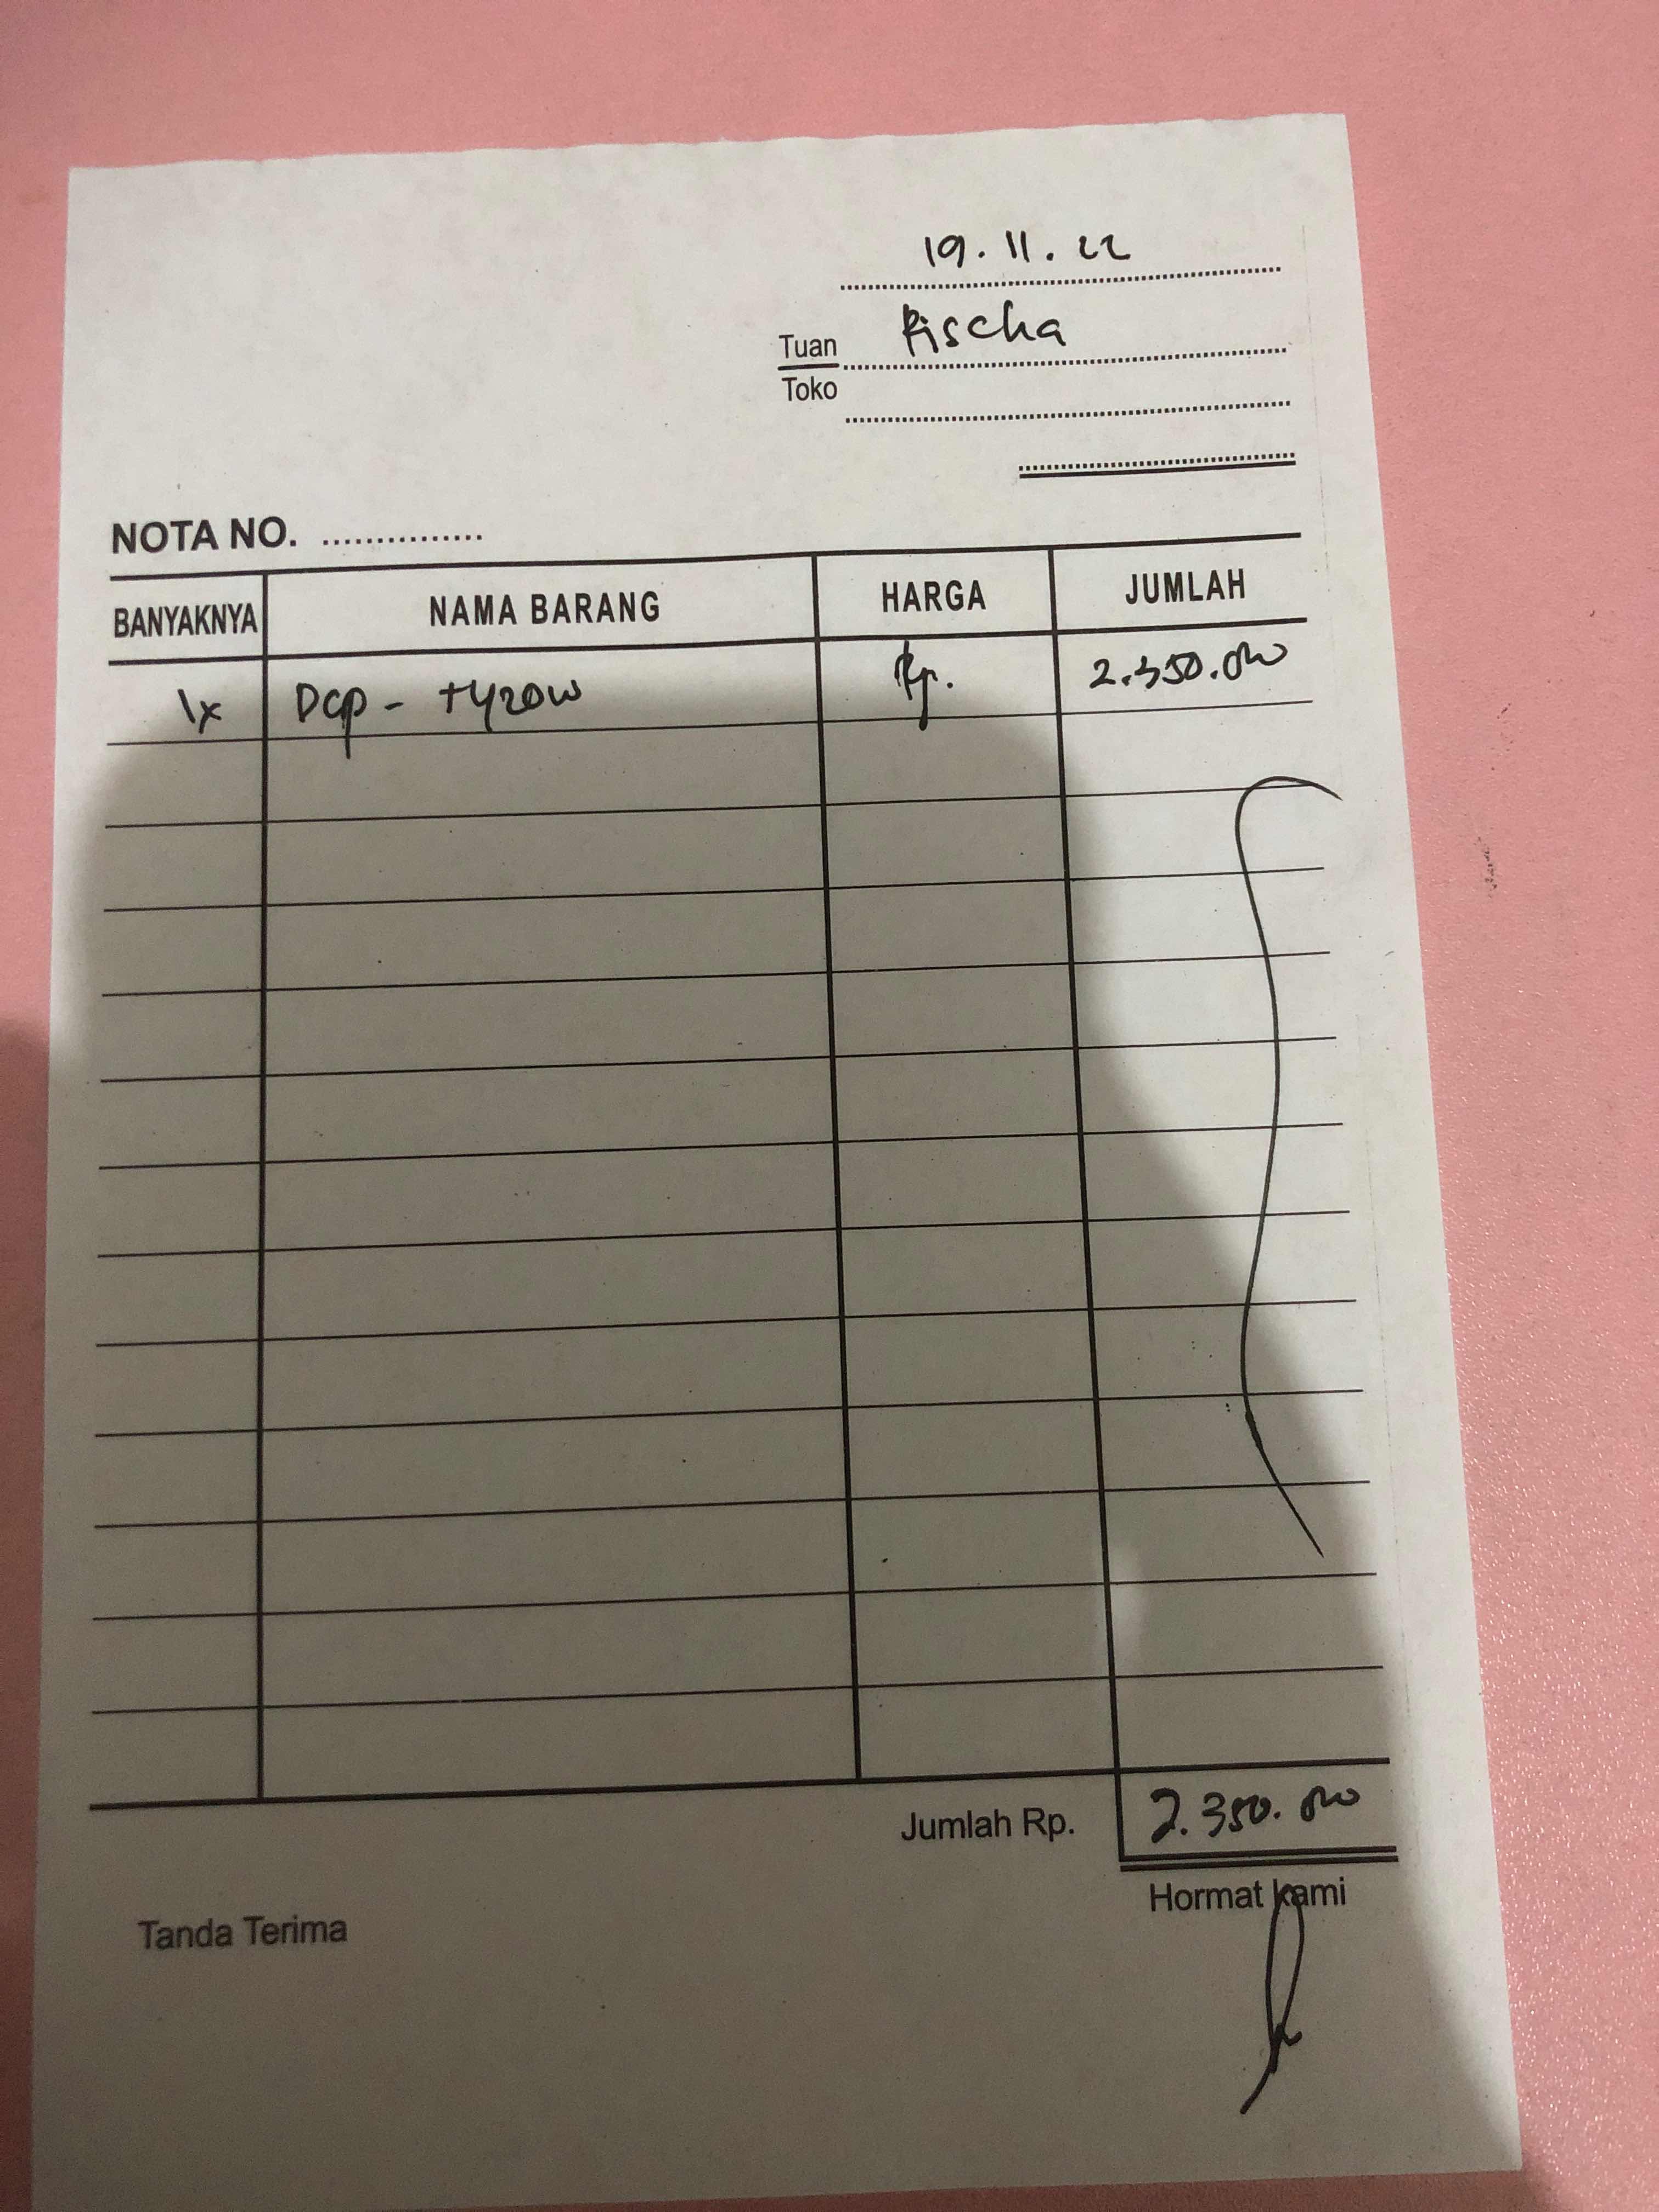 19.11.22
Tuan Rischa
Toko
NOTA NO. ...............
BANYAKNYA NAMA BARANG HARGA JUMLAH
1x Dcp - T420W Rp. 2.350.000
Jumlah Rp. 2.350.000
Tanda Terima Hormat kami